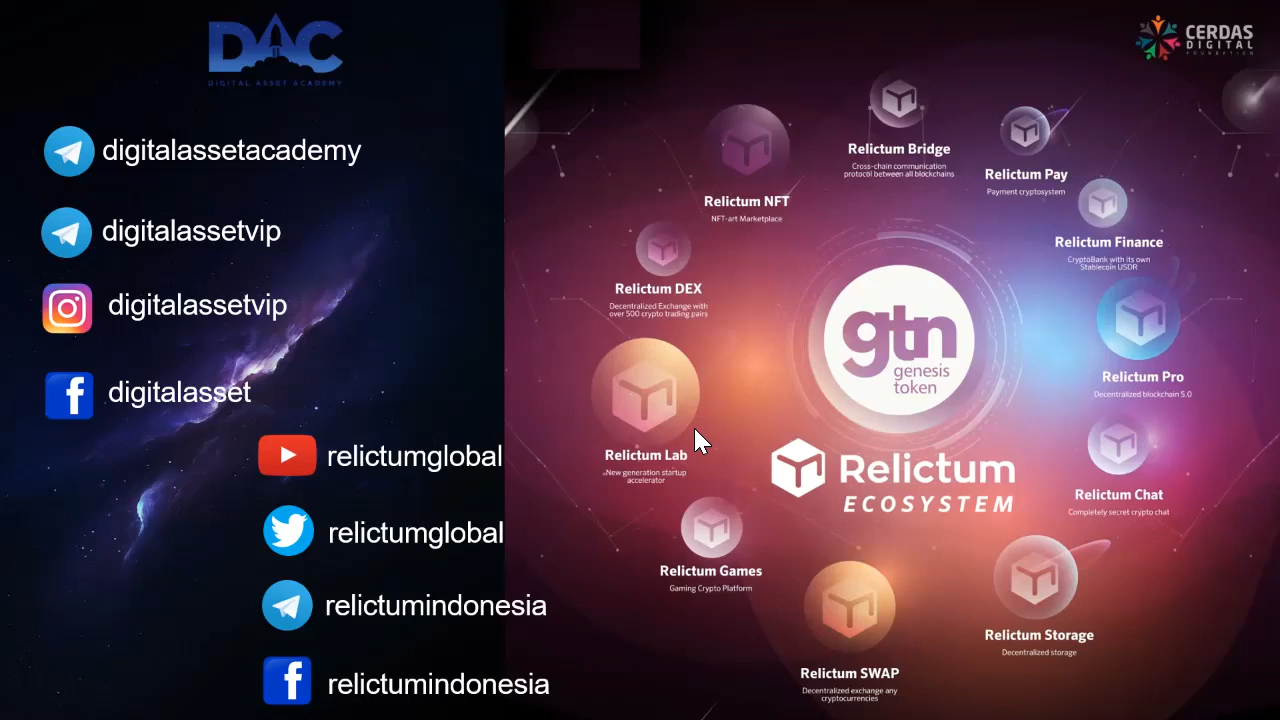 DAC
DIGITAL ASSET ACADEMY
digitalassetacademy
digitalassetvip
digitalassetvip
digitalasset
relictumglobal
relictumglobal
relictumindonesia
relictumindonesia
CERDAS
DIGITAL
FOUNDATION
Relictum Bridge
Cross-chain communication
protocol between all blockchains
Relictum Pay
Payment cryptosystem
Relictum NFT
NFT-art Marketplace
Relictum Finance
CryptoBank with its own
Stablecoin USDR
Relictum DEX
Decentralized Exchange with
over 500 crypto trading pairs
gtn
genesis
token
Relictum Pro
Decentralized blockchain 5.0
Relictum Lab
New generation startup
accelerator
Relictum
ECOSYSTEM
Relictum Chat
Completely secret crypto chat
Relictum Games
Gaming Crypto Platform
Relictum Storage
Decentralized storage
Relictum SWAP
Decentralized exchange any
cryptocurrencies